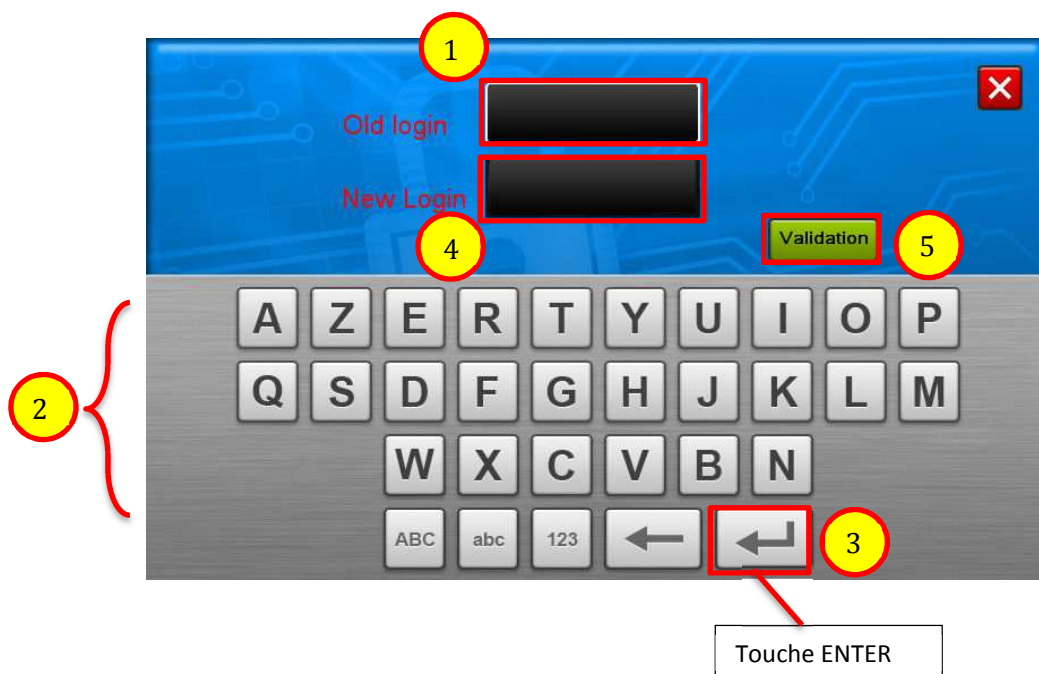 1
Old login
New Login
4
Validation
5
A Z E R T Y U I O P
2
Q S D F G H J K L M
W X C V B N
ABC abc 123
3
Touche ENTER